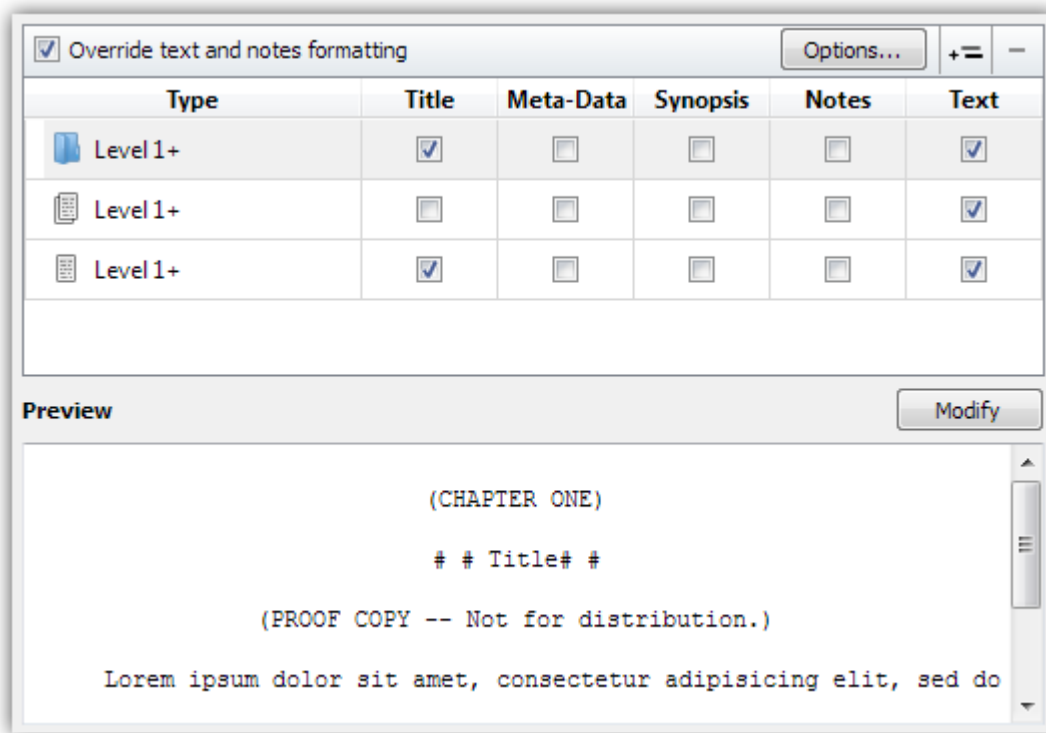 Override text and notes formatting Options...
Type Title Meta-Data Synopsis Notes Text
Level 1+
Level 1+
Level 1+
Preview Modify
(CHAPTER ONE)
# # Title# #
(PROOF COPY -- Not for distribution.)
Lorem ipsum dolor sit amet, consectetur adipisicing elit, sed do